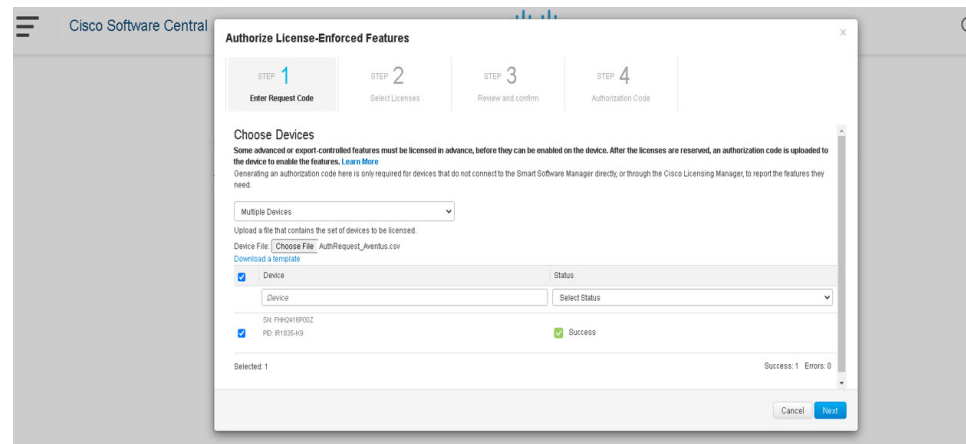 Cisco Software Central
Authorize License-Enforced Features
×
STEP 1
Enter Request Code
STEP 2
Select Licenses
STEP 3
Review and confirm
STEP 4
Authorization Code
Choose Devices
Some advanced or export-controlled features must be licensed in advance, before they can be enabled on the device. After the licenses are reserved, an authorization code is uploaded to
the device to enable the features. Learn More
Generating an authorization code here is only required for devices that do not connect to the Smart Software Manager directly, or through the Cisco Licensing Manager, to report the features they
need.
Multiple Devices
Upload a file that contains the set of devices to be licensed.
Device File: Choose File AuthRequest_Aventus.csv
Download a template
Device Status
Device Select Status
SN: FHH2416P00Z
PID: IR1835-K9 Success
Selected: 1 Success: 1 Errors: 0
Cancel Next